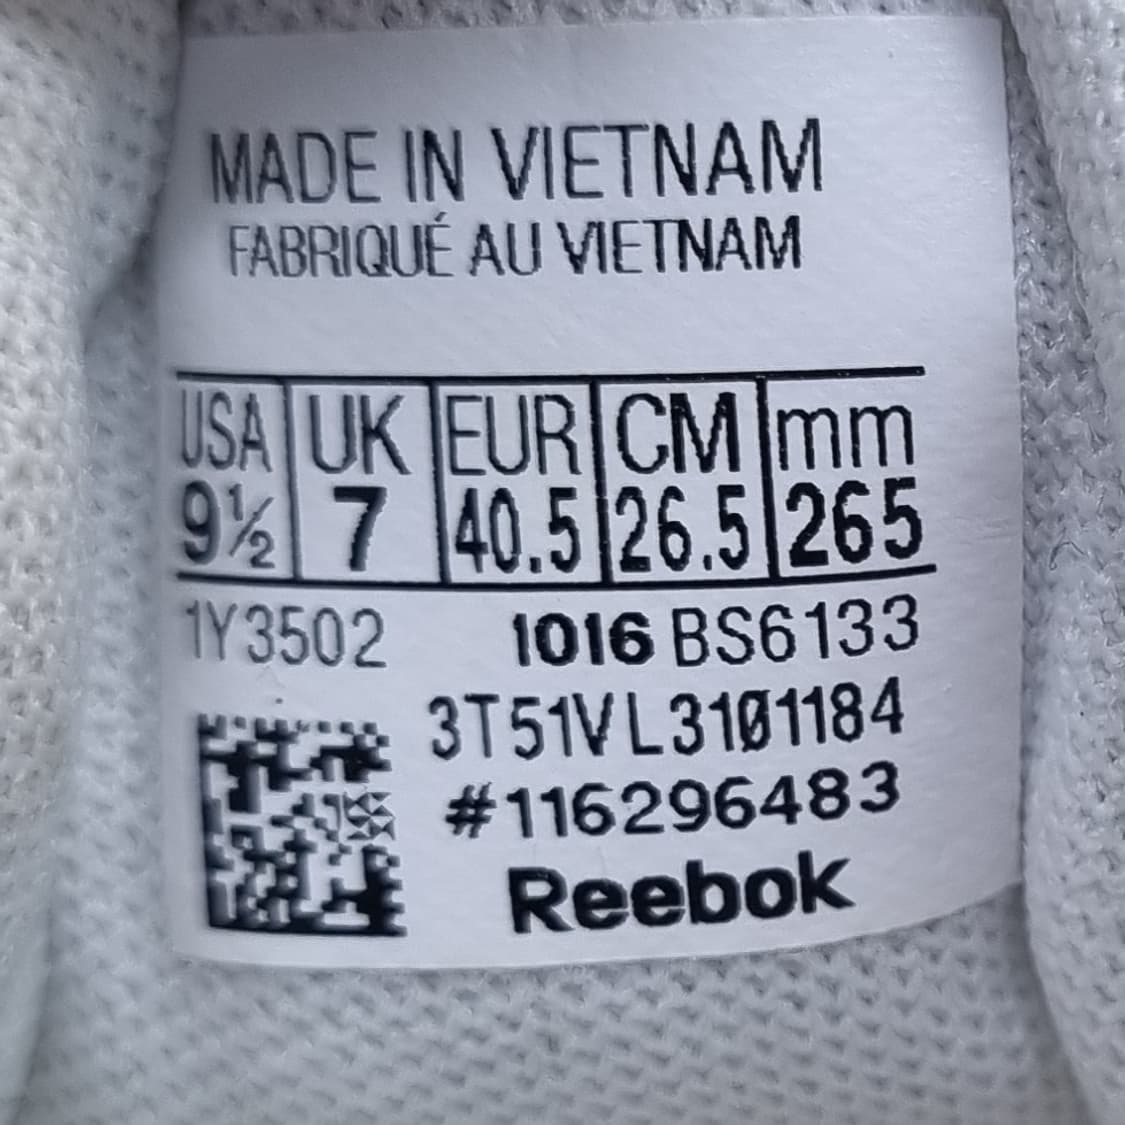 MADE IN VIETNAM
FABRIQUÉ AU VIETNAM
USA UK EUR CM mm
9½ 7 40.5 26.5 265
1Y3502 1016 BS6133
3T51VL3101184
#116296483
Reebok